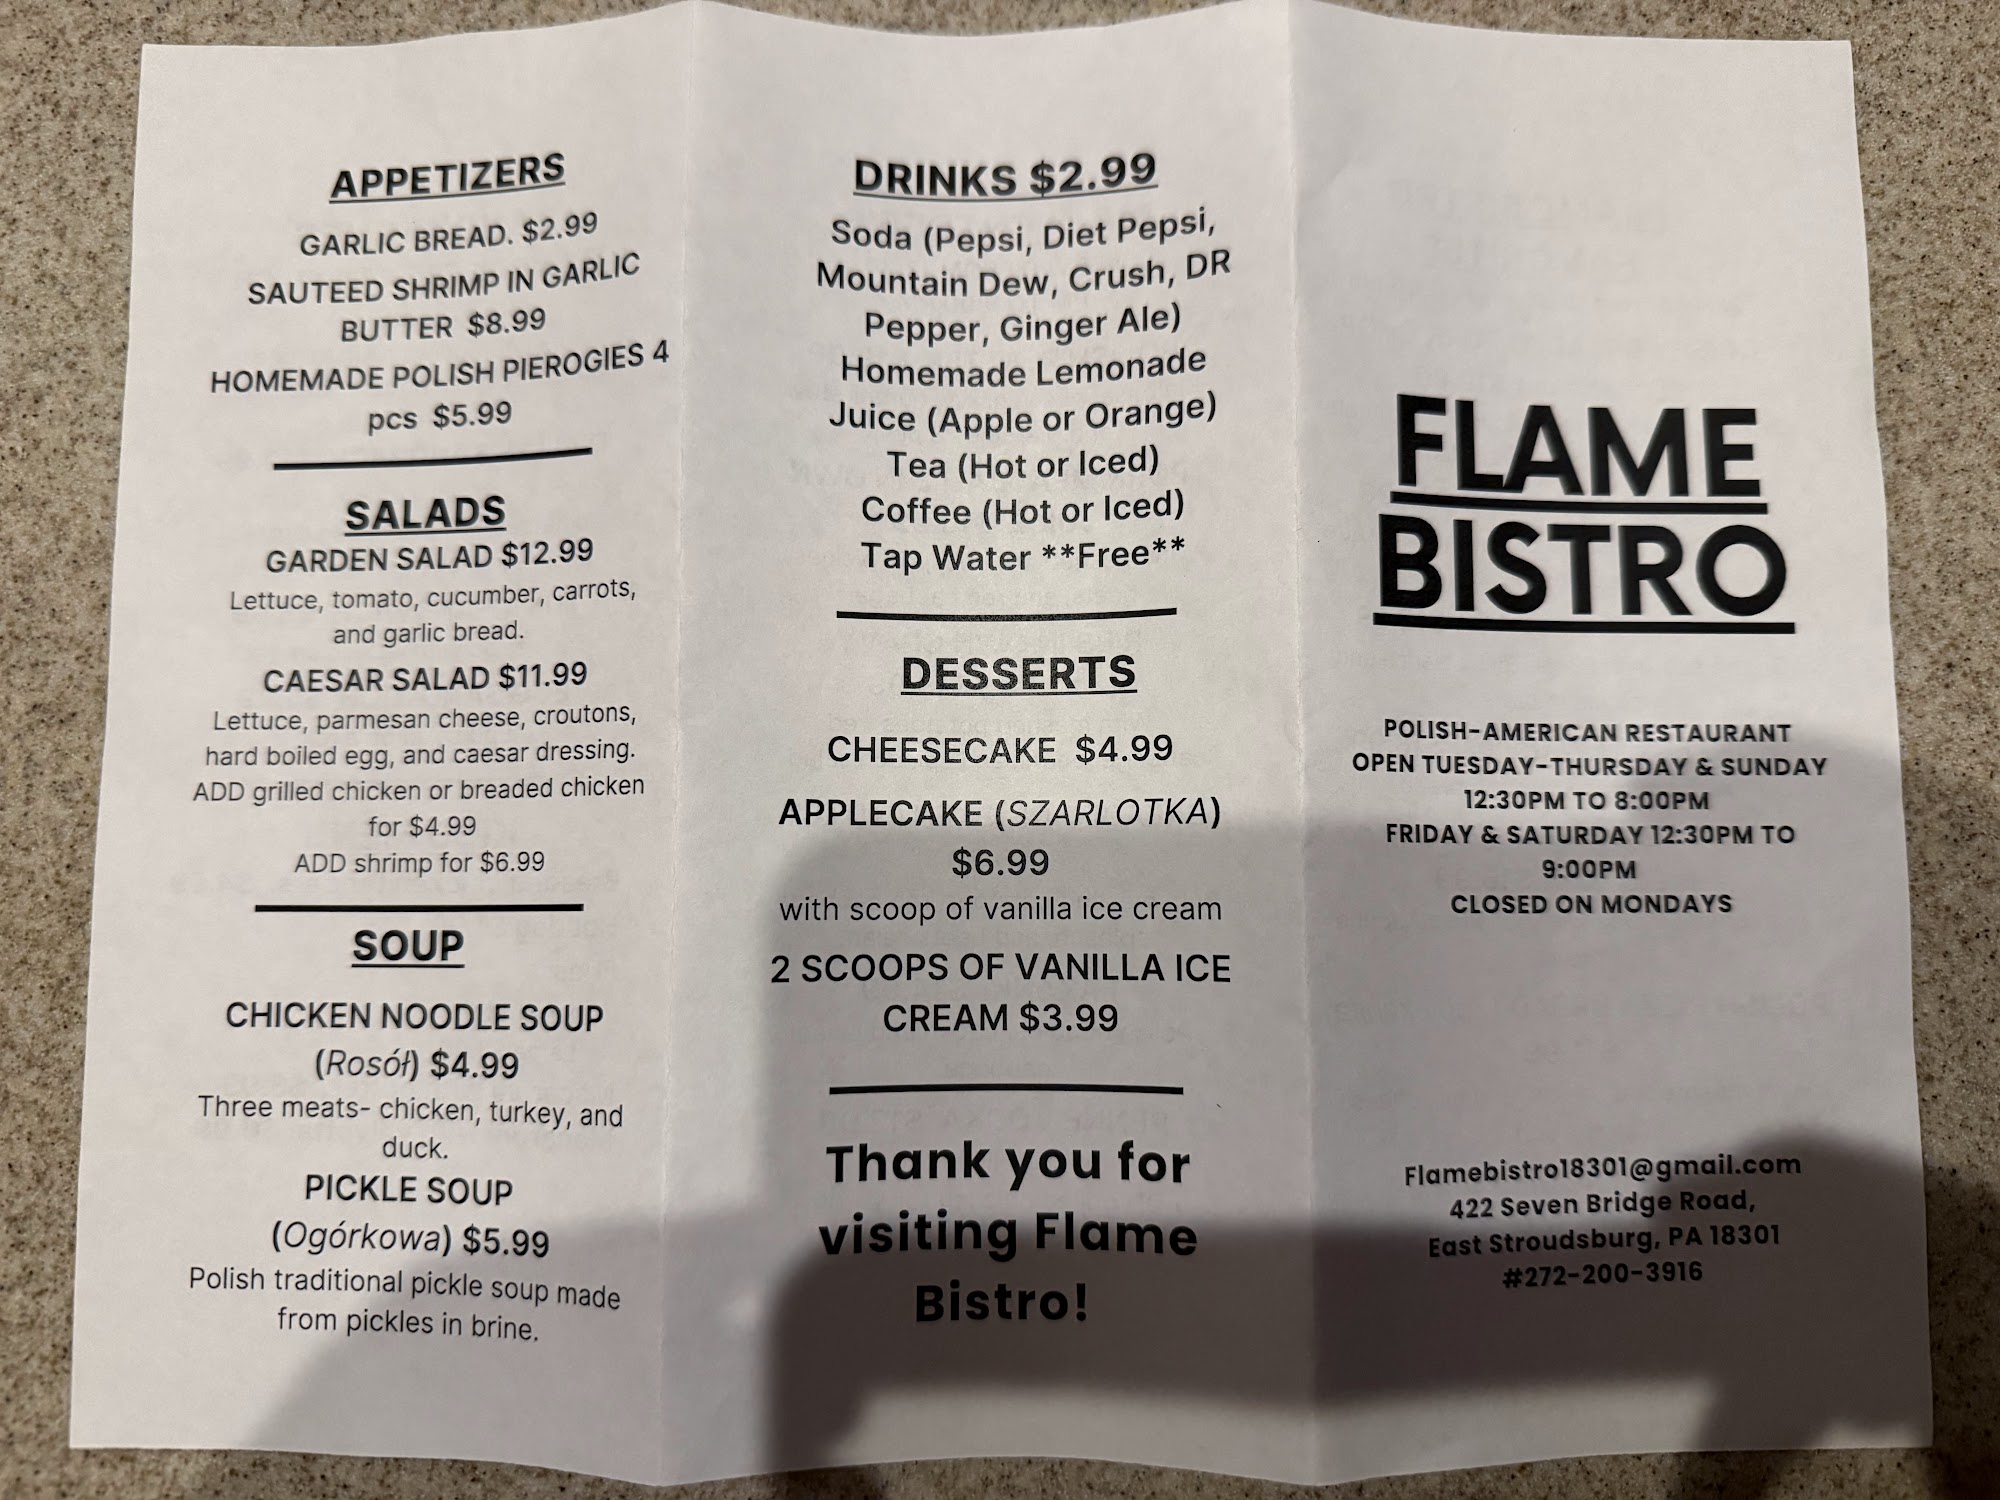 APPETIZERS
GARLIC BREAD. $2.99
SAUTEED SHRIMP IN GARLIC
BUTTER $8.99
HOMEMADE POLISH PIEROGIES 4
pcs $5.99
SALADS
GARDEN SALAD $12.99
Lettuce, tomato, cucumber, carrots,
and garlic bread.
CAESAR SALAD $11.99
Lettuce, parmesan cheese, croutons,
hard boiled egg, and caesar dressing.
ADD grilled chicken or breaded chicken
for $4.99
ADD shrimp for $6.99
SOUP
CHICKEN NOODLE SOUP
(Rosół) $4.99
Three meats- chicken, turkey, and
duck.
PICKLE SOUP
(Ogórkowa) $5.99
Polish traditional pickle soup made
from pickles in brine.
DRINKS $2.99
Soda (Pepsi, Diet Pepsi,
Mountain Dew, Crush, DR
Pepper, Ginger Ale)
Homemade Lemonade
Juice (Apple or Orange)
Tea (Hot or Iced)
Coffee (Hot or Iced)
Tap Water **Free**
DESSERTS
CHEESECAKE $4.99
APPLECAKE (SZARLOTKA)
$6.99
with scoop of vanilla ice cream
2 SCOOPS OF VANILLA ICE
CREAM $3.99
Thank you for
visiting Flame
Bistro!
FLAME
BISTRO
POLISH-AMERICAN RESTAURANT
OPEN TUESDAY-THURSDAY & SUNDAY
12:30PM TO 8:00PM
FRIDAY & SATURDAY 12:30PM TO
9:00PM
CLOSED ON MONDAYS
Flamebistro18301@gmail.com
422 Seven Bridge Road,
East Stroudsburg, PA 18301
#272-200-3916